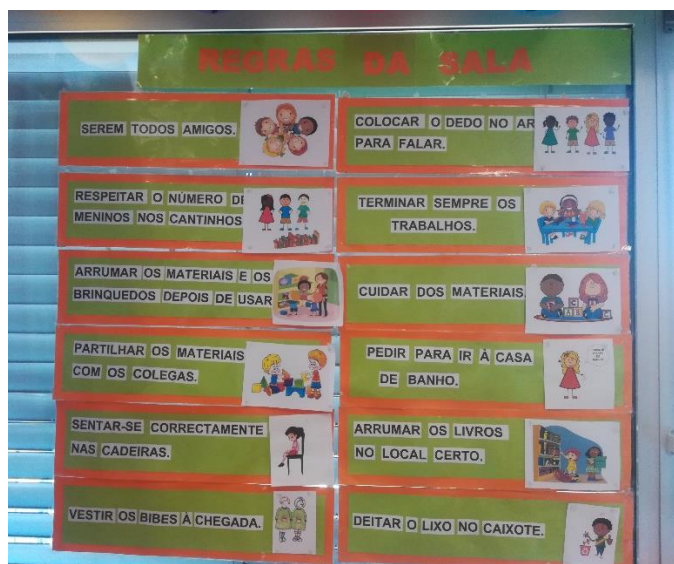 REGRAS DA SALA
SEREM TODOS AMIGOS.
RESPEITAR O NÚMERO DE
MENINOS NOS CANTINHOS
ARRUMAR OS MATERIAIS E OS
BRINQUEDOS DEPOIS DE USAR
PARTILHAR OS MATERIAIS
COM OS COLEGAS.
SENTAR-SE CORRECTAMENTE
NAS CADEIRAS.
VESTIR OS BIBES À CHEGADA.
COLOCAR O DEDO NO AR
PARA FALAR.
TERMINAR SEMPRE OS
TRABALHOS.
CUIDAR DOS MATERIAIS
PEDIR PARA IR À CASA
DE BANHO.
ARRUMAR OS LIVROS
NO LOCAL CERTO.
DEITAR O LIXO NO CAIXOTE.